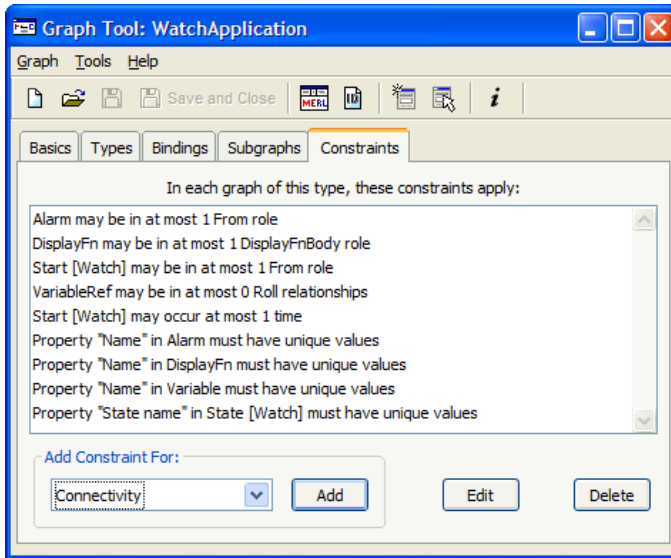 Graph Tool: WatchApplication
Graph Tools Help
Save and Close MERL ID i
Basics Types Bindings Subgraphs Constraints
In each graph of this type, these constraints apply:
Alarm may be in at most 1 From role
DisplayFn may be in at most 1 DisplayFnBody role
Start [Watch] may be in at most 1 From role
VariableRef may be in at most 0 Roll relationships
Start [Watch] may occur at most 1 time
Property "Name" in Alarm must have unique values
Property "Name" in DisplayFn must have unique values
Property "Name" in Variable must have unique values
Property "State name" in State [Watch] must have unique values
Add Constraint For:
Connectivity Add Edit Delete